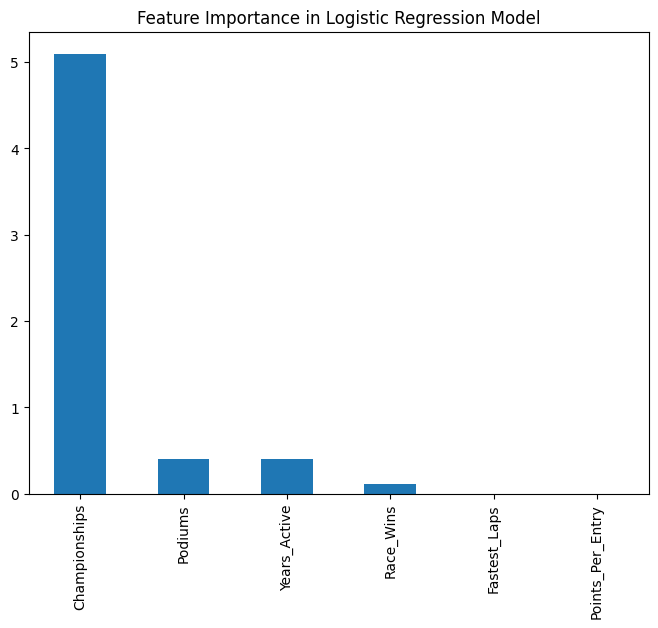 Feature Importance in Logistic Regression Model
5
4
3
2
1
0
Championships
Podiums
Years_Active
Race_Wins
Fastest_Laps
Points_Per_Entry